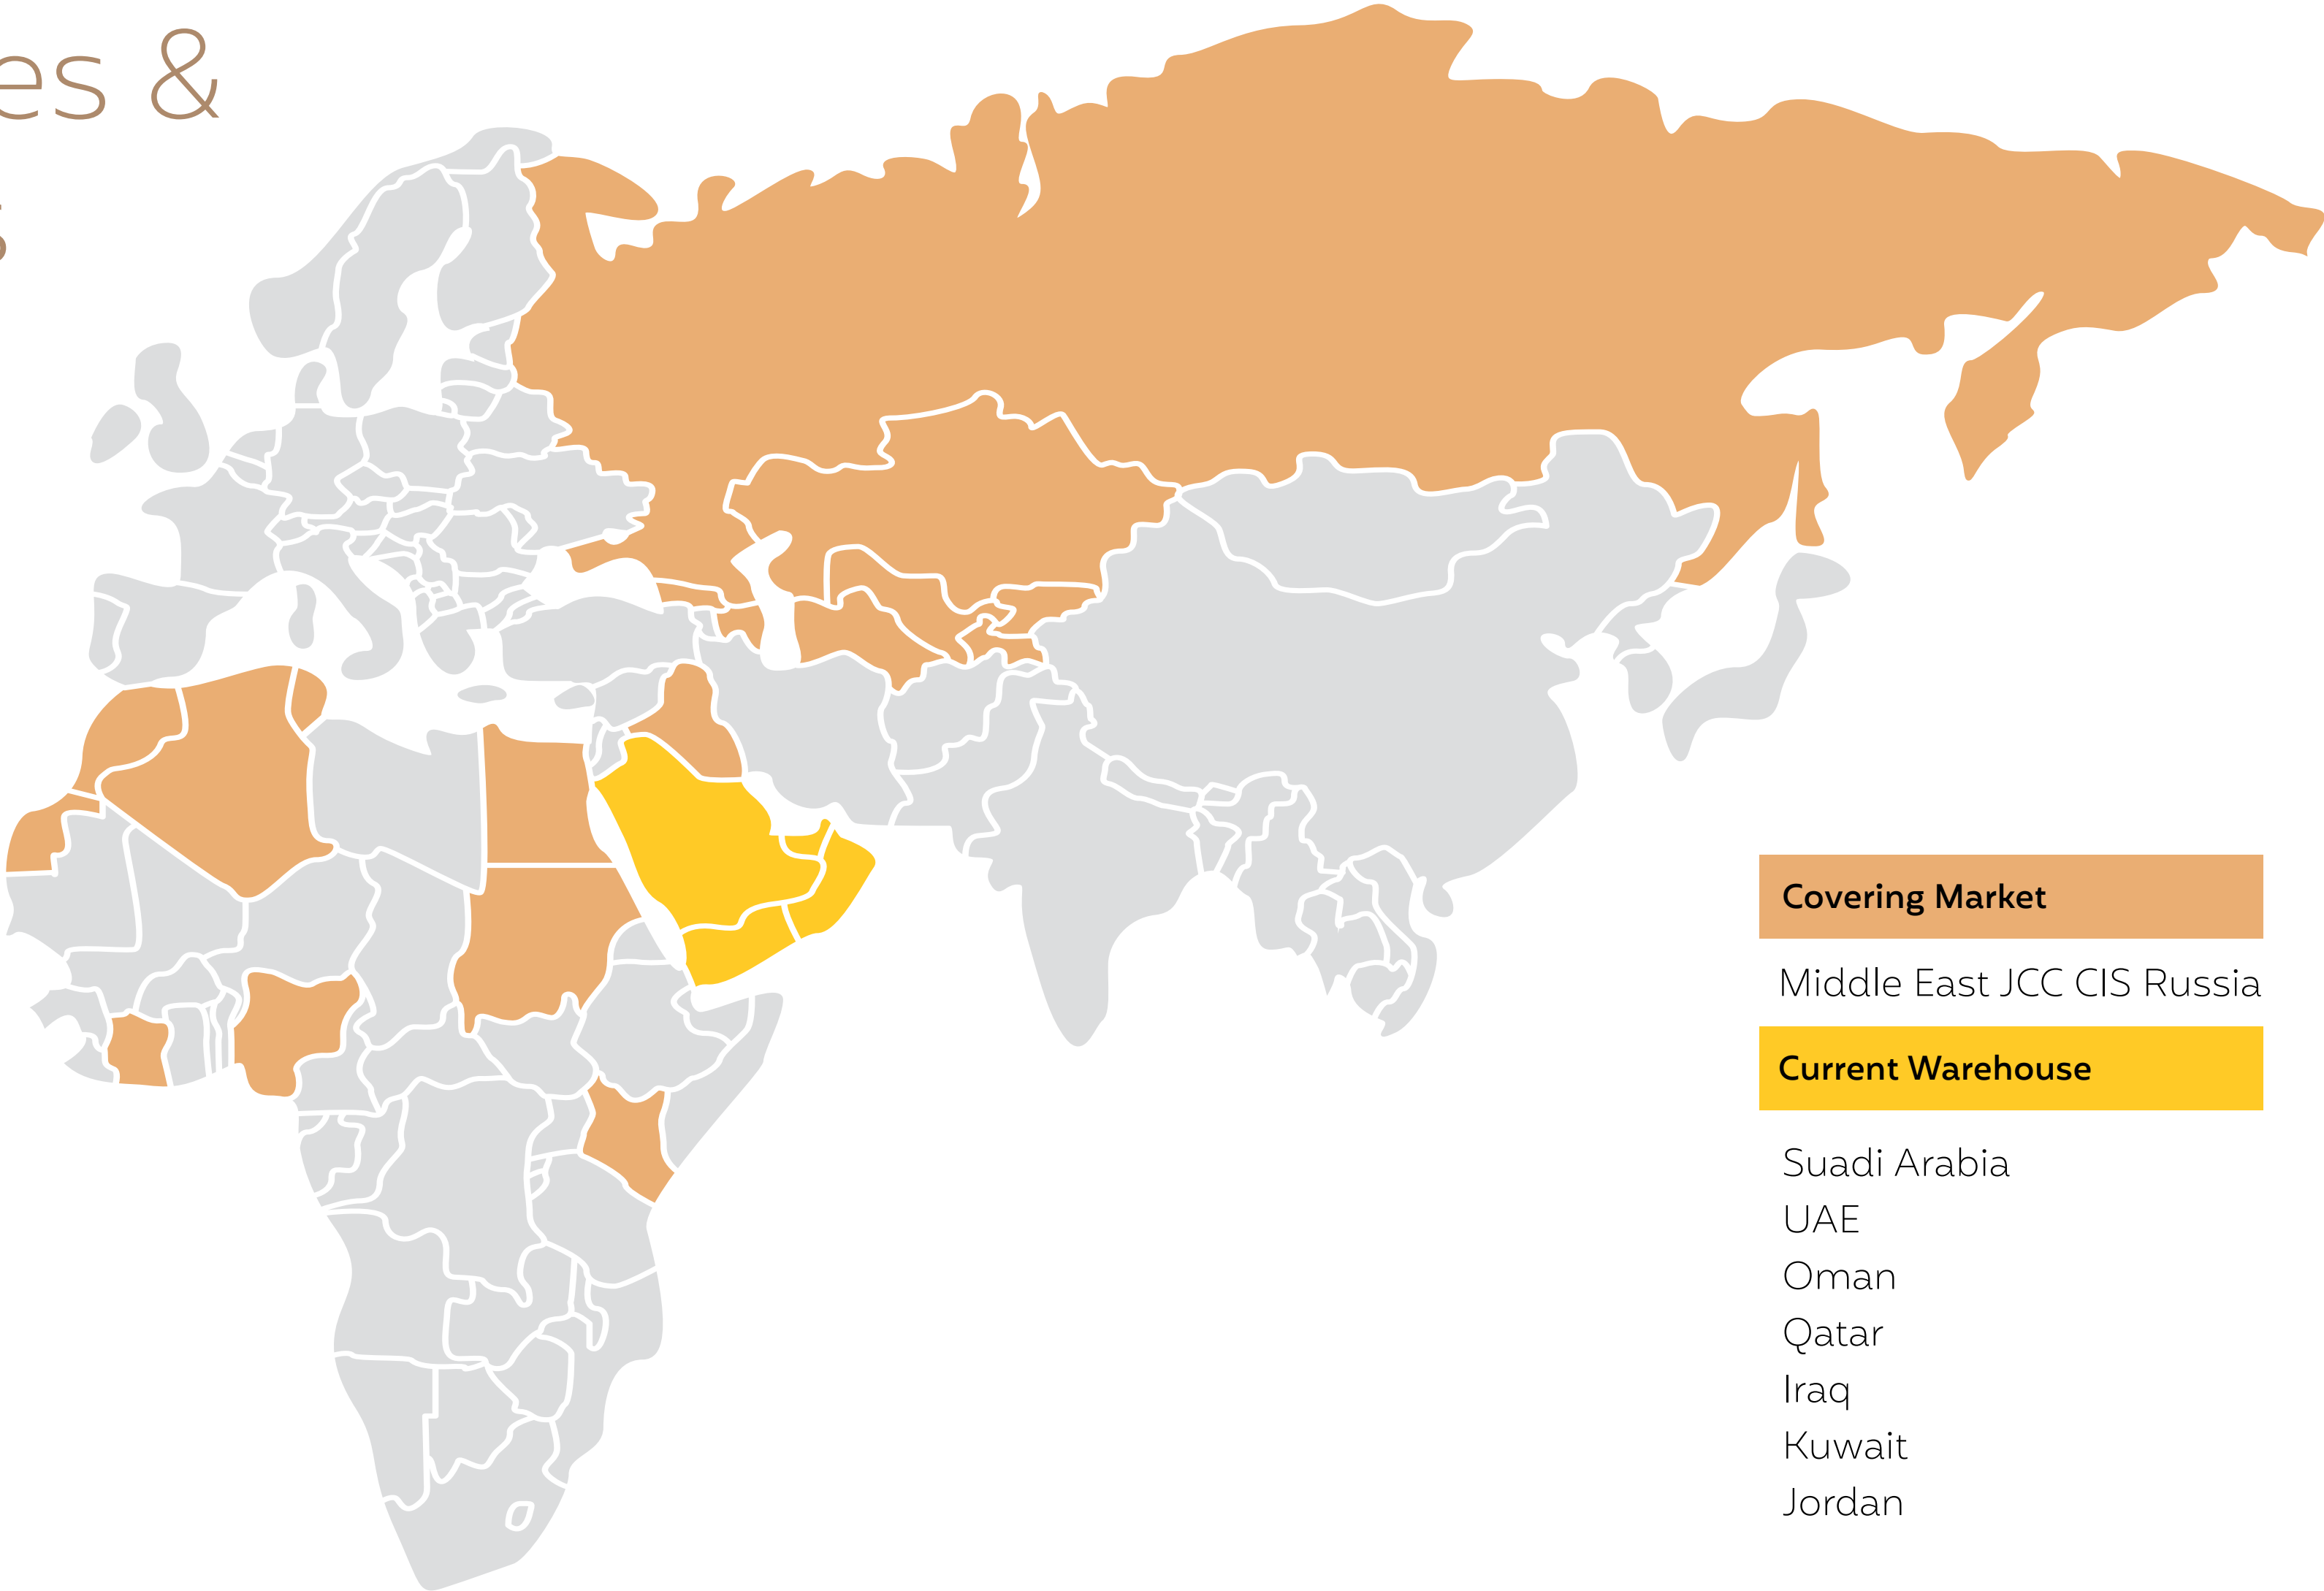 es &
Covering Market
Middle East JCC CIS Russia
Current Warehouse
Suadi Arabia
UAE
Oman
Qatar
Iraq
Kuwait
Jordan